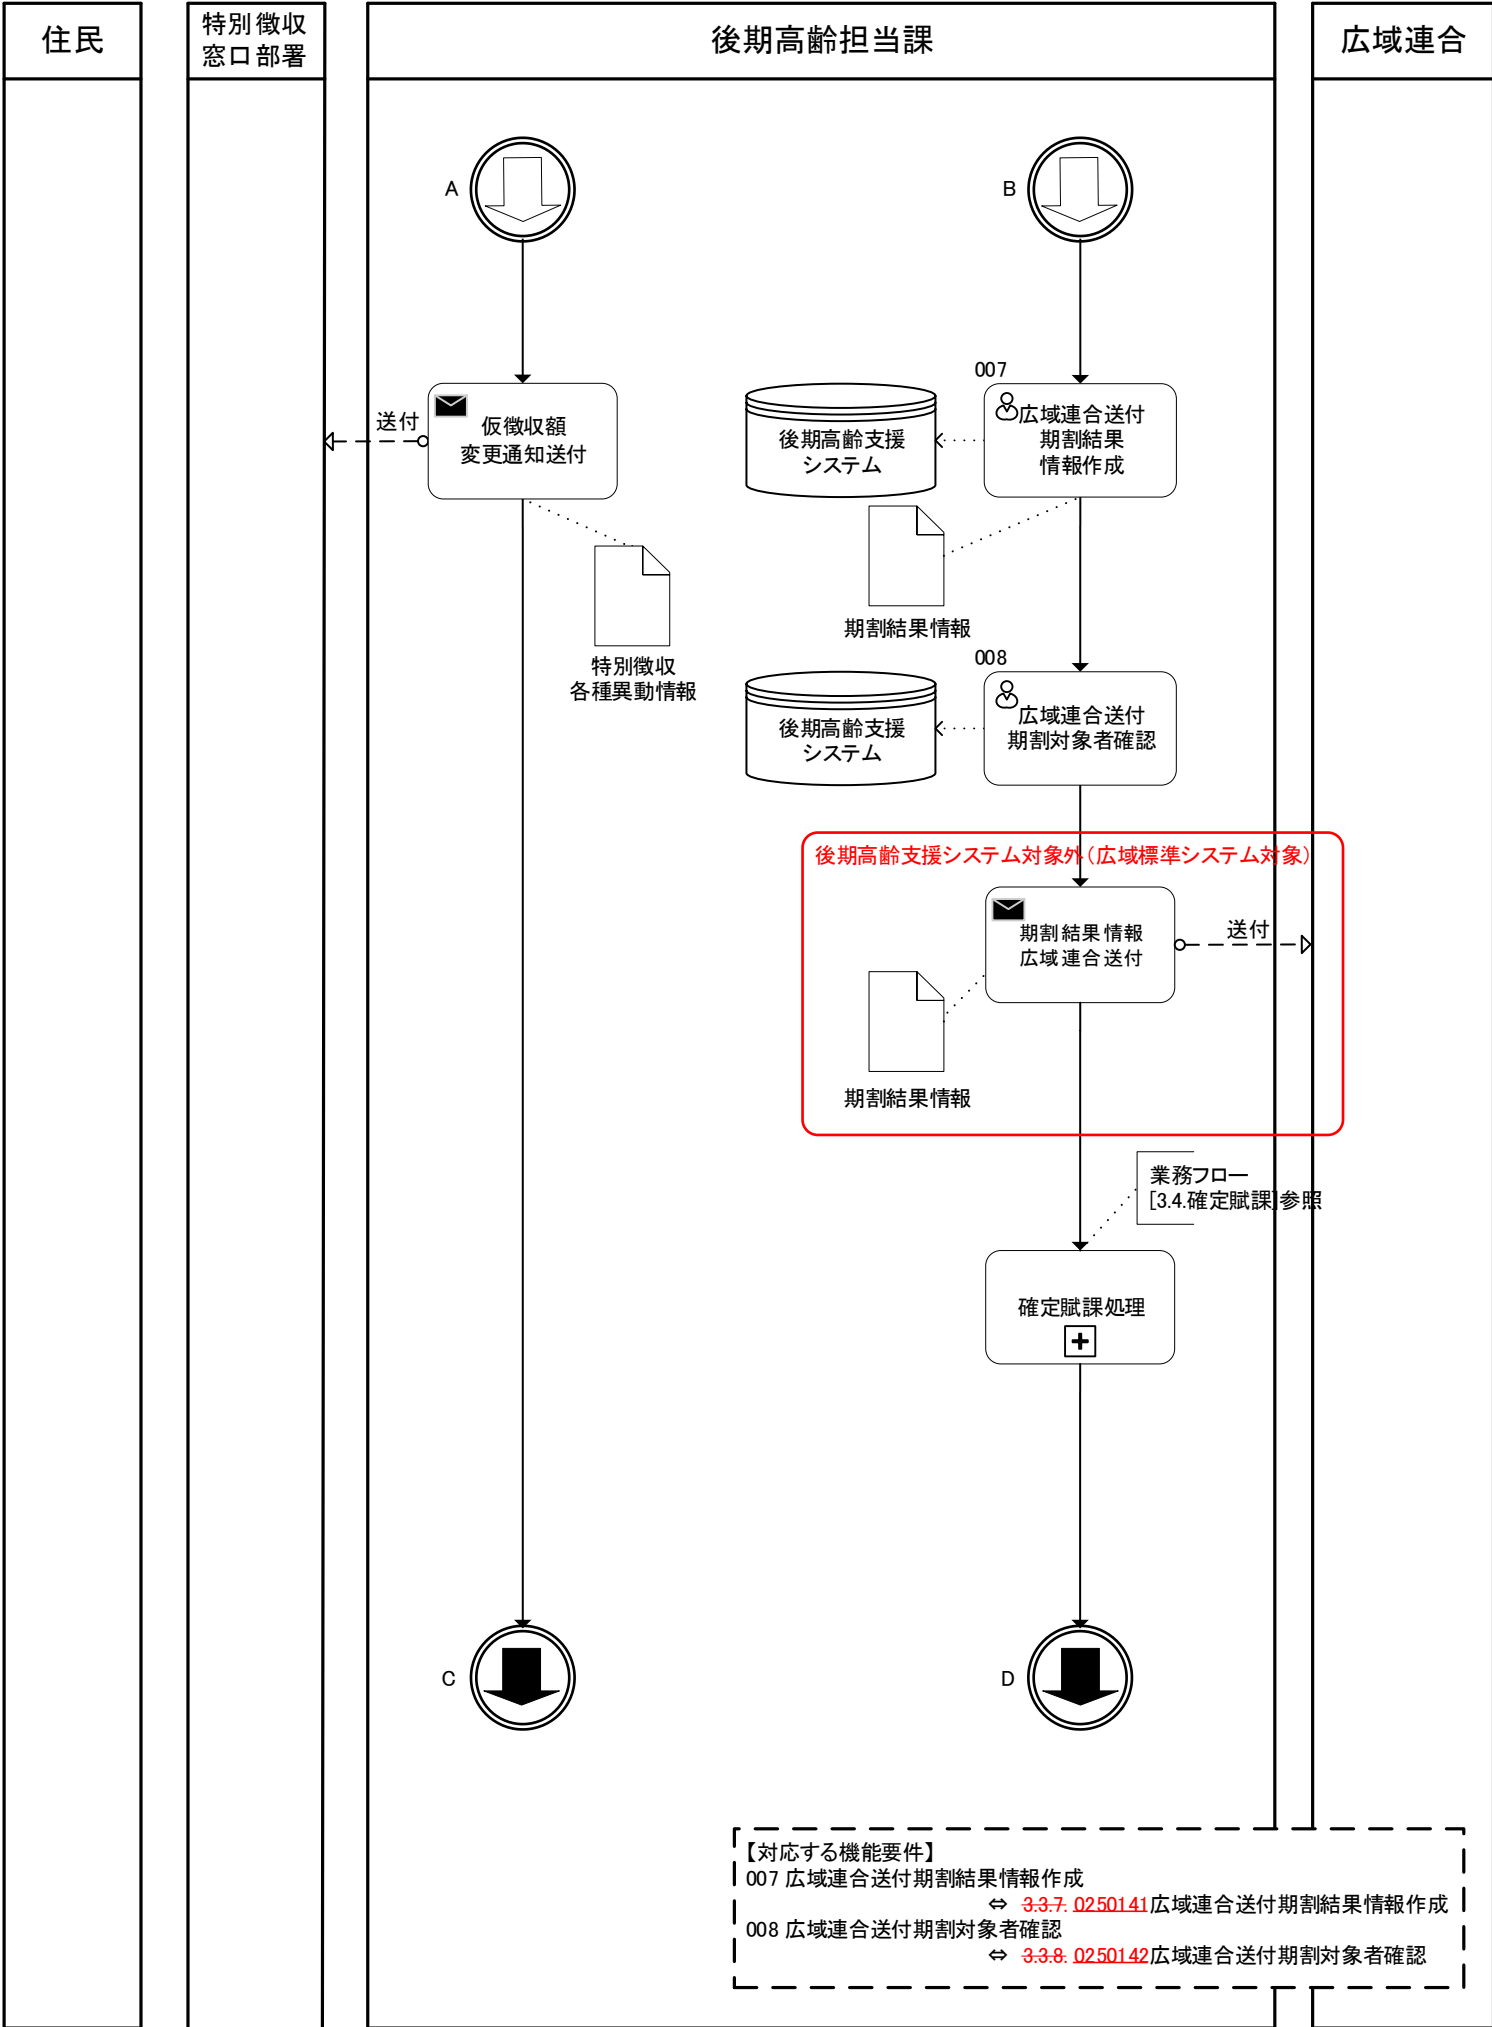 住民
特別徴収
窓口部署
後期高齢担当課
広域連合
A
B
送付
仮徴収額
変更通知送付
特別徴収
各種異動情報
007
広域連合送付
期割結果
情報作成
後期高齢支援
システム
期割結果情報
008
広域連合送付
期割対象者確認
後期高齢支援
システム
後期高齢支援システム対象外（広域標準システム対象）
期割結果情報
広域連合送付
送付
期割結果情報
業務フロー
[3.4.確定賦課]参照
確定賦課処理
C
D
【対応する機能要件】
007 広域連合送付期割結果情報作成
⇔ 3.3.7. 0250141広域連合送付期割結果情報作成
008 広域連合送付期割対象者確認
⇔ 3.3.8. 0250142広域連合送付期割対象者確認